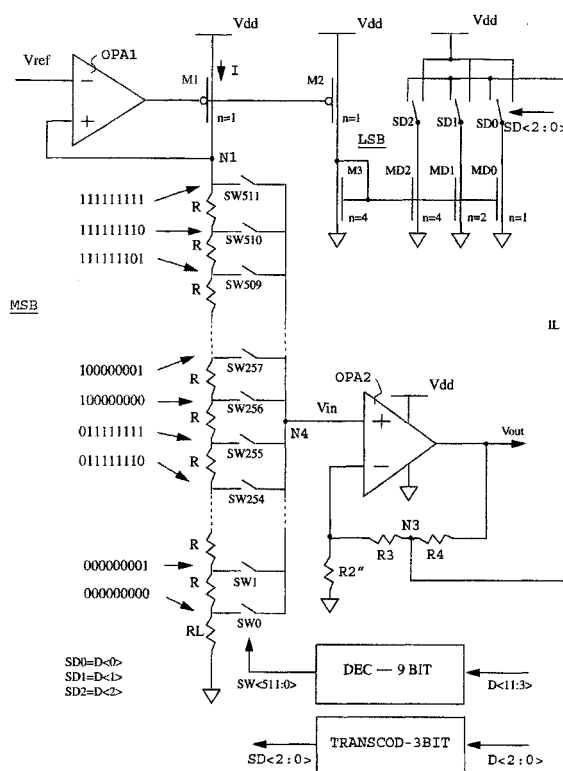 Vdd
Vdd
Vdd
OPA1
Vref
−
+
I
M1
M2
n=1
n=1
SD2
SD1
SD0
SD<2:0>
LSB
N1
M3
MD2
MD1
MD0
n=4
n=4
n=2
n=1
111111111
R
SW511
111111110
R
SW510
111111101
R
SW509
MSB
IL
100000001
R
SW257
100000000
R
SW256
011111111
R
SW255
011111110
R
SW254
OPA2
Vdd
Vin
N4
+
−
Vout
N3
R3
R4
R2"
R
000000001
R
SW1
000000000
RL
SW0
SD0=D<0>
SD1=D<1>
SD2=D<2>
SW<511:0>
DEC — 9 BIT
D<11:3>
SD<2:0>
TRANSCOD-3BIT
D<2:0>